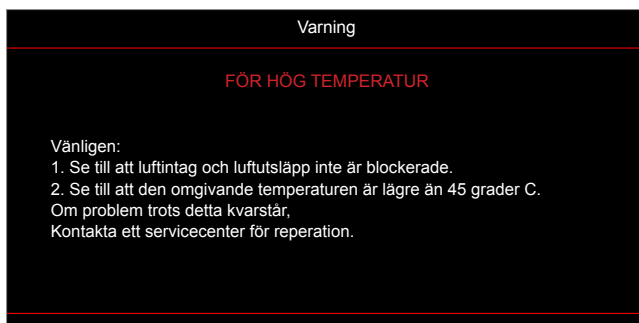 Varning
FÖR HÖG TEMPERATUR
Vänligen:
1. Se till att luftintag och luftutsläpp inte är blockerade.
2. Se till att den omgivande temperaturen är lägre än 45 grader C.
Om problem trots detta kvarstår,
Kontakta ett servicecenter för reperation.